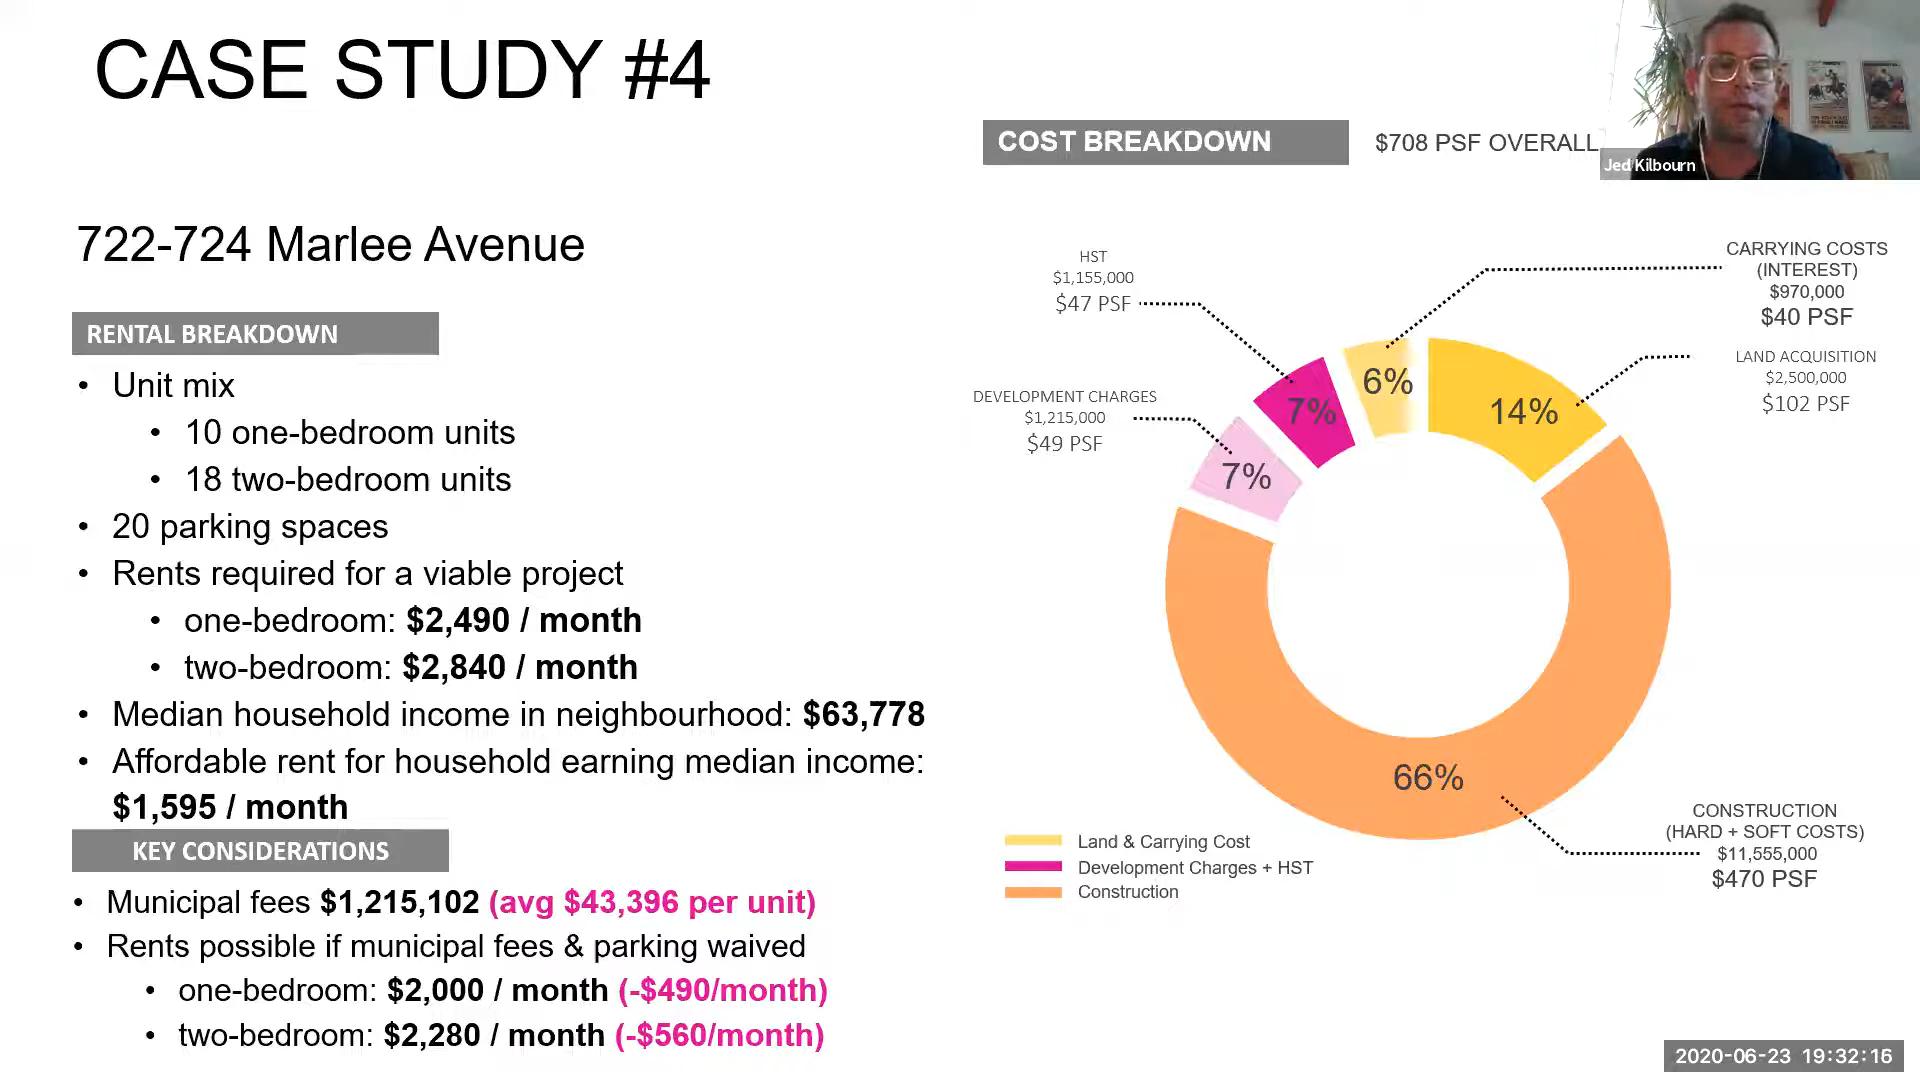 CASE STUDY #4
COST BREAKDOWN
$708 PSF OVERALL
Jed Kilbourn
722-724 Marlee Avenue
RENTAL BREAKDOWN
• Unit mix
• 10 one-bedroom units
• 18 two-bedroom units
• 20 parking spaces
• Rents required for a viable project
• one-bedroom: $2,490 / month
• two-bedroom: $2,840 / month
• Median household income in neighbourhood: $63,778
• Affordable rent for household earning median income:
$1,595 / month
KEY CONSIDERATIONS
• Municipal fees $1,215,102 (avg $43,396 per unit)
• Rents possible if municipal fees & parking waived
• one-bedroom: $2,000 / month (-$490/month)
• two-bedroom: $2,280 / month (-$560/month)
HST
$1,155,000
$47 PSF
DEVELOPMENT CHARGES
$1,215,000
$49 PSF
CARRYING COSTS
(INTEREST)
$970,000
$40 PSF
LAND ACQUISITION
$2,500,000
$102 PSF
6%
14%
7%
7%
66%
CONSTRUCTION
(HARD + SOFT COSTS)
$11,555,000
$470 PSF
Land & Carrying Cost
Development Charges + HST
Construction
2020-06-23 19:32:16